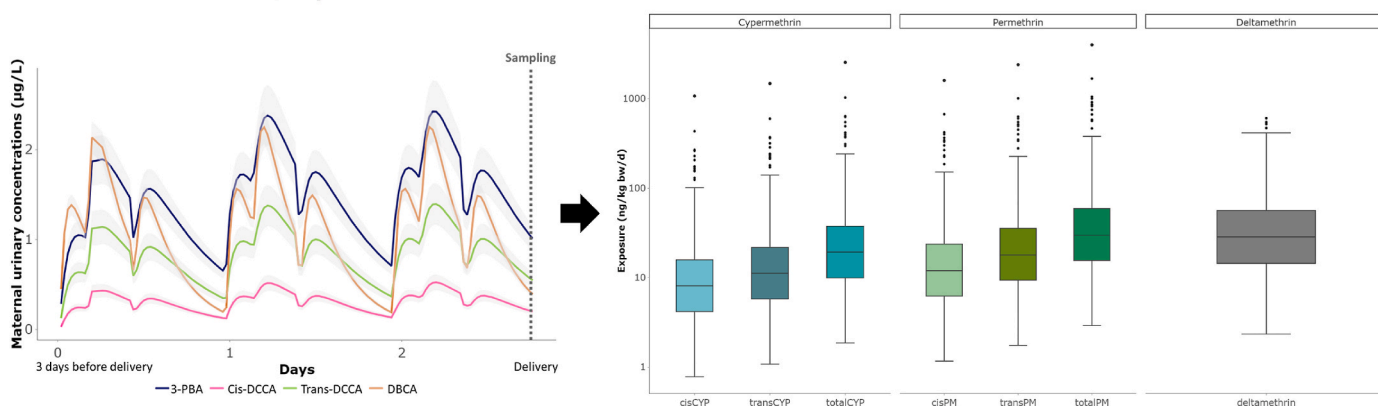 Maternal urinary concentrations (µg/L)
2
1
0
Sampling
0
1
2
3 days before delivery
Days
Delivery
3-PBA
Cis-DCCA
Trans-DCCA
DBCA
Cypermethrin
Permethrin
Deltamethrin
Exposure (ng/kg bw/d)
1000
100
10
1
cisCYP
transCYP
totalCYP
cisPM
transPM
totalPM
deltamethrin